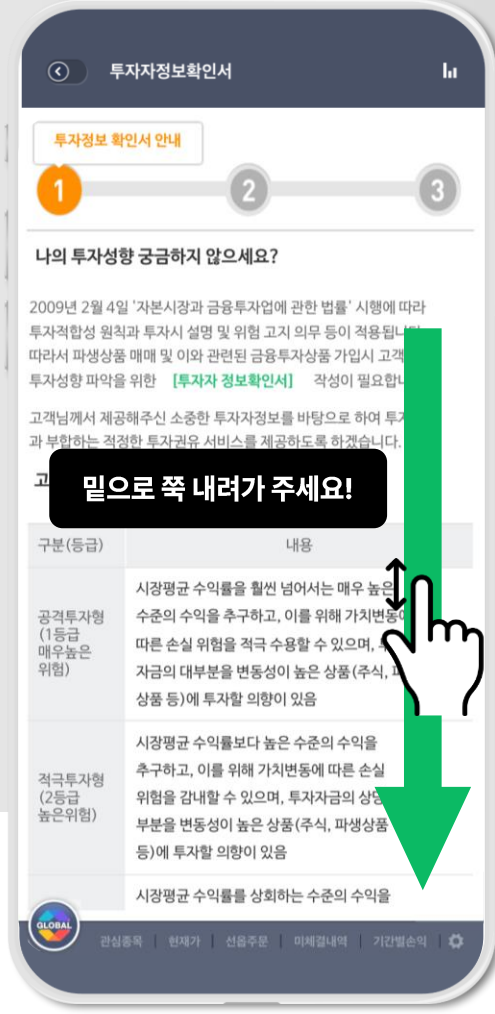 투자자정보확인서
투자정보 확인서 안내
1
2
3
나의 투자성향 궁금하지 않으세요?
2009년 2월 4일 '자본시장과 금융투자업에 관한 법률' 시행에 따라
투자적합성 원칙과 투자시 설명 및 위험 고지 의무 등이 적용됩니다.
따라서 파생상품 매매 및 이와 관련된 금융투자상품 가입시 고객
투자성향 파악을 위한 [투자자 정보확인서] 작성이 필요합니
고객님께서 제공해주신 소중한 투자자정보를 바탕으로 하여 투자
과 부합하는 적정한 투자권유 서비스를 제공하도록 하겠습니다.
고
밑으로 쭉 내려가 주세요!
구분(등급) 내용
공격투자형
(1등급
매우높은
위험)
시장평균 수익률을 훨씬 넘어서는 매우 높은
수준의 수익을 추구하고, 이를 위해 가치변동에
따른 손실 위험을 적극 수용할 수 있으며,
자금의 대부분을 변동성이 높은 상품(주식,
상품 등)에 투자할 의향이 있음
적극투자형
(2등급
높은위험)
시장평균 수익률보다 높은 수준의 수익을
추구하고, 이를 위해 가치변동에 따른 손실
위험을 감내할 수 있으며, 투자자금의 상당
부분을 변동성이 높은 상품(주식, 파생상품
등)에 투자할 의향이 있음
시장평균 수익률를 상회하는 수준의 수익을
GLOBAL
관심종목 | 현재가 | 선옵주문 | 미체결내역 | 기간별손익